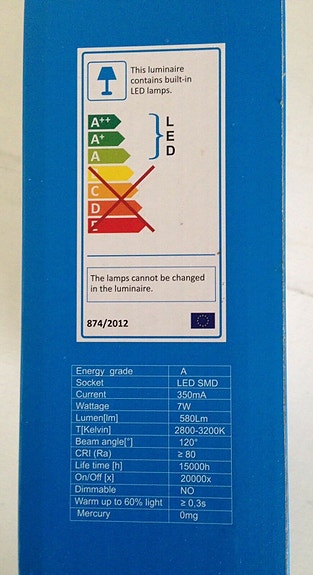 This luminaire
contains built-in
LED lamps.
A++
A+
A
L
E
D
C
D
E
The lamps cannot be changed
in the luminaire.
874/2012
Energy grade A
Socket LED SMD
Current 350mA
Wattage 7W
Lumen[lm] 580Lm
T[Kelvin] 2800-3200K
Beam angle[°] 120°
CRI (Ra) ≥ 80
Life time [h] 15000h
On/Off [x] 20000x
Dimmable NO
Warm up to 60% light ≥ 0,3s
Mercury 0mg